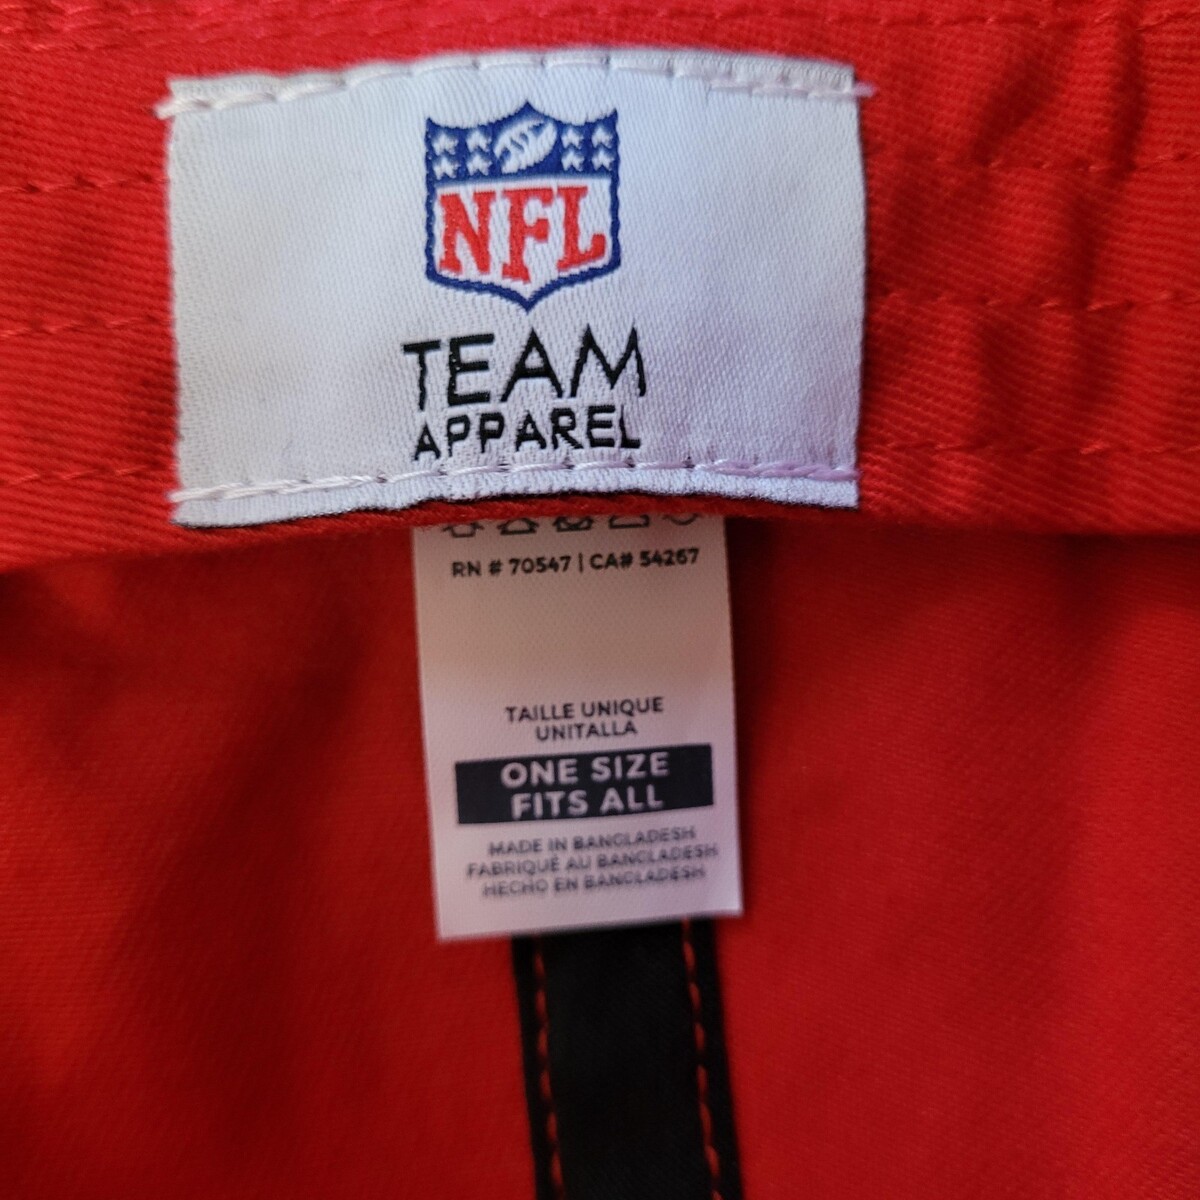 NFL
TEAM
APPAREL
RN # 70547 | CA# 54267
TAILLE UNIQUE
UNITALLA
ONE SIZE
FITS ALL
MADE IN BANGLADESH
FABRIQUÉ AU BANGLADESH
HECHO EN BANGLADESH